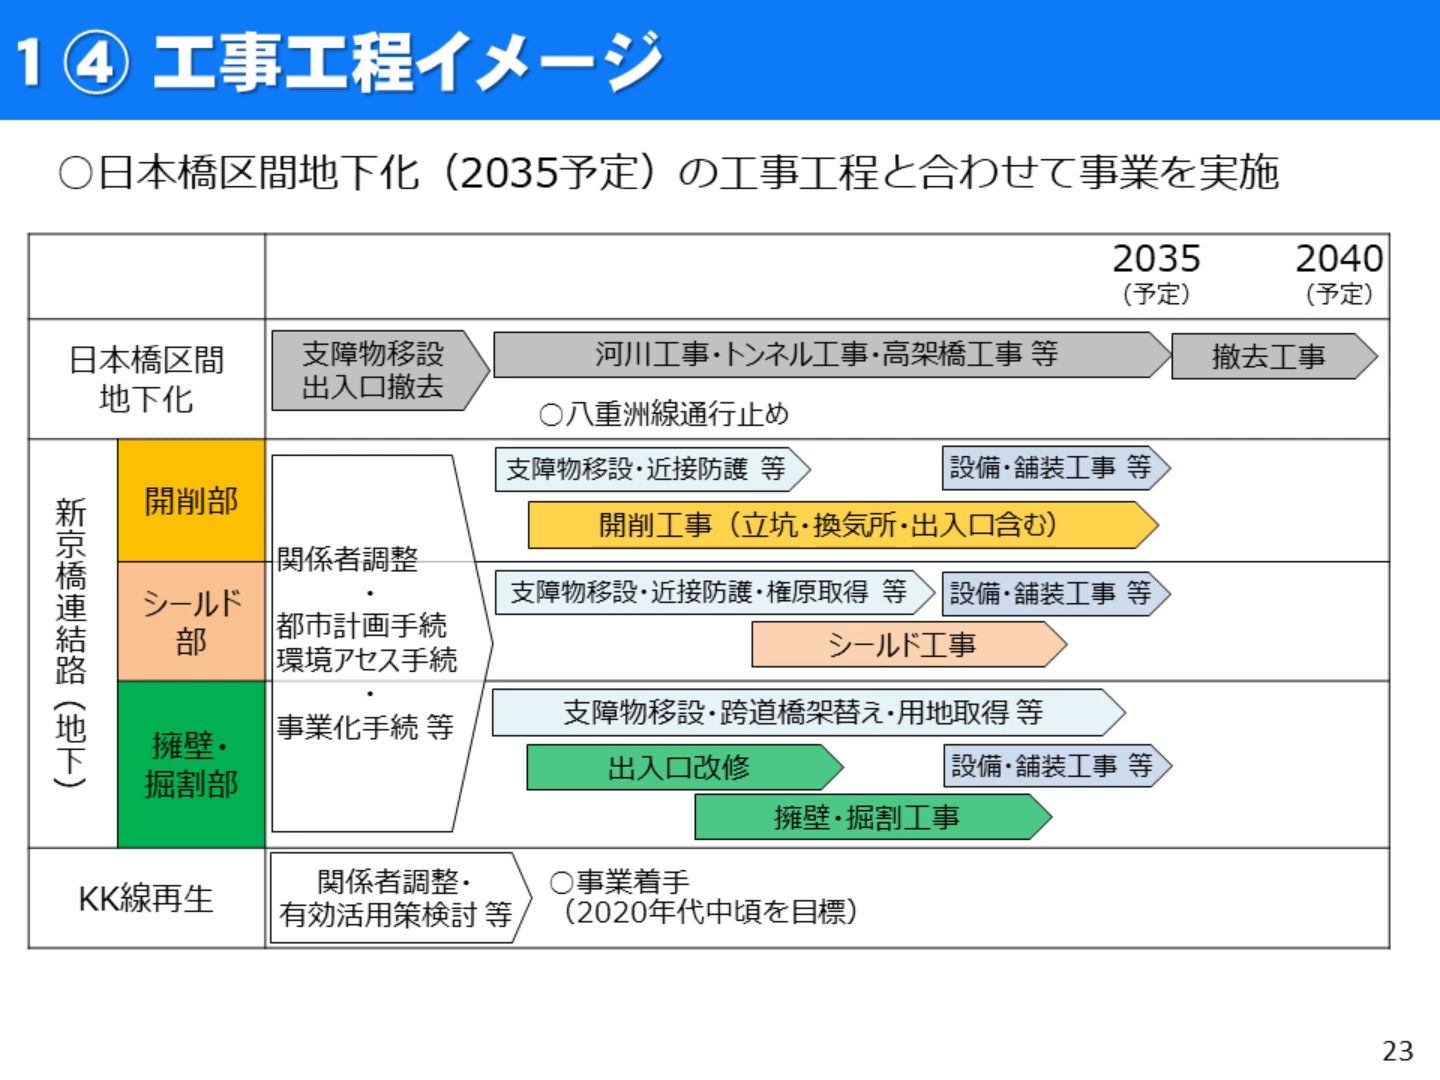 1 ④ 工事工程イメージ
○日本橋区間地下化（2035予定）の工事工程と合わせて事業を実施
2035
（予定）
2040
（予定）
日本橋区間
地下化
支障物移設
出入口撤去
河川工事・トンネル工事・高架橋工事 等
撤去工事
○八重洲線通行止め
新京橋連結路（地下）
開削部
関係者調整
・
都市計画手続
環境アセス手続
・
事業化手続 等
支障物移設・近接防護 等
設備・舗装工事 等
開削工事（立坑・換気所・出入口含む）
シールド
部
支障物移設・近接防護・権原取得 等
設備・舗装工事 等
シールド工事
擁壁・
掘割部
支障物移設・跨道橋架替え・用地取得 等
出入口改修
設備・舗装工事 等
擁壁・掘割工事
KK線再生
関係者調整・
有効活用策検討 等
○事業着手
（2020年代中頃を目標）
23